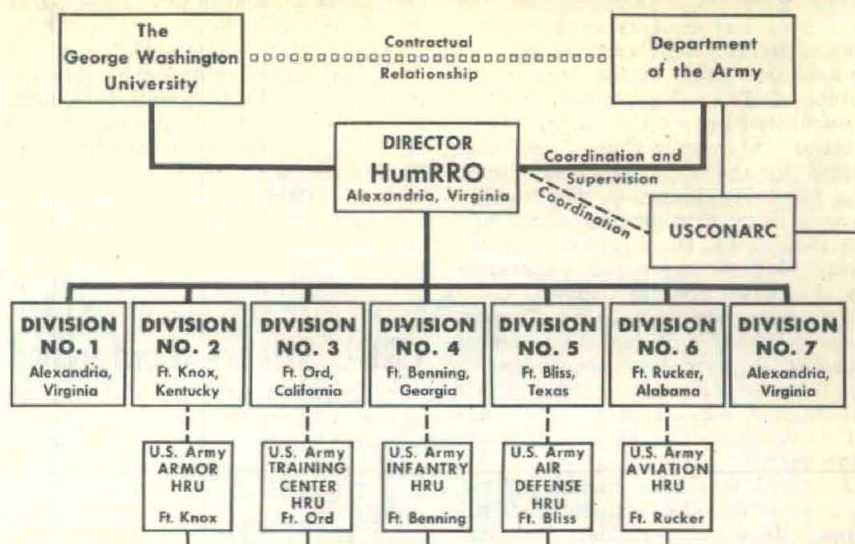 The
George Washington
University
Contractual
Relationship
Department
of the Army
DIRECTOR
HumRRO
Alexandria, Virginia
Coordination and
Supervision
Coordination
USCONARC
DIVISION
NO. 1
Alexandria,
Virginia
DIVISION
NO. 2
Ft. Knox,
Kentucky
DIVISION
NO. 3
Ft. Ord,
California
DIVISION
NO. 4
Ft. Benning,
Georgia
DIVISION
NO. 5
Ft. Bliss,
Texas
DIVISION
NO. 6
Ft. Rucker,
Alabama
DIVISION
NO. 7
Alexandria,
Virginia
U.S. Army
ARMOR
HRU
Ft. Knox
U.S. Army
TRAINING
CENTER
HRU
Ft. Ord
U.S. Army
INFANTRY
HRU
Ft. Benning
U.S. Army
AIR
DEFENSE
HRU
Ft. Bliss
U.S. Army
AVIATION
HRU
Ft. Rucker